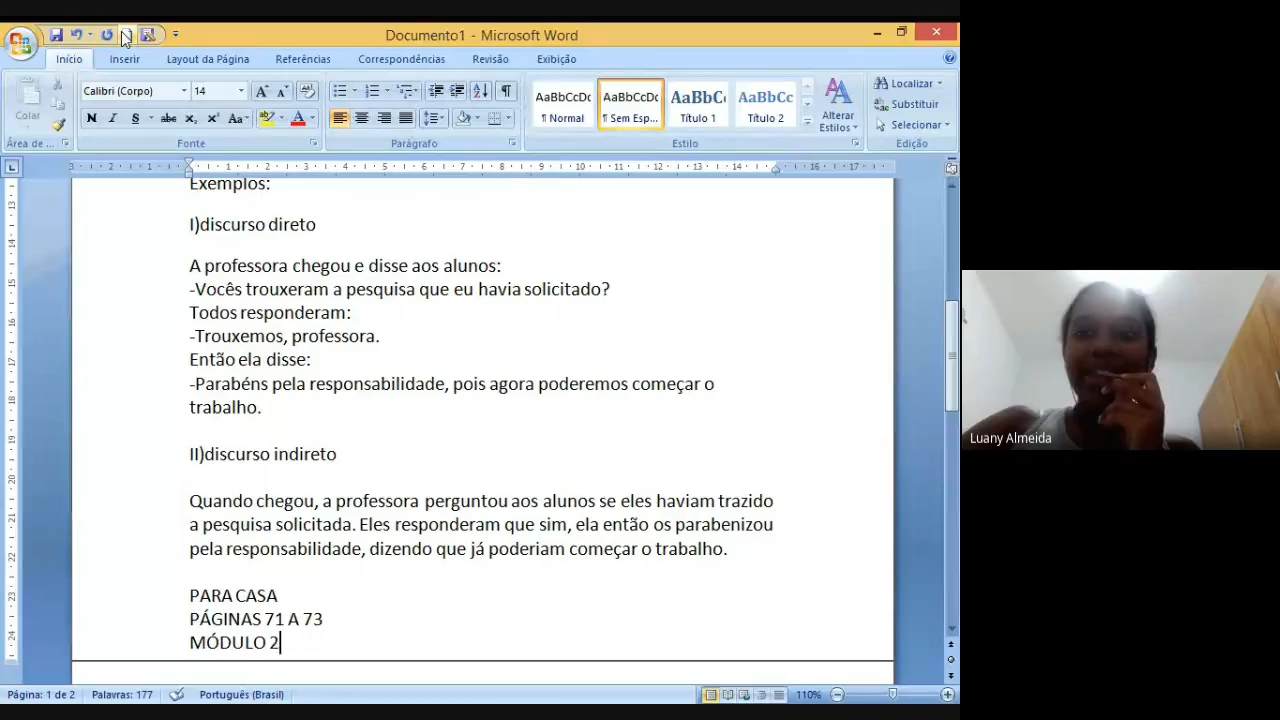 Documento1 - Microsoft Word
Início Inserir Layout da Página Referências Correspondências Revisão Exibição
Colar
Calibri (Corpo) 14
AaBbCcDc AaBbCcDc AaBbC AaBbCc
¶ Normal ¶ Sem Esp... Título 1 Título 2
Alterar
Estilos
Localizar
Substituir
Selecionar
Área de... Fonte Parágrafo Estilo Edição
Exemplos:
I)discurso direto
A professora chegou e disse aos alunos:
-Vocês trouxeram a pesquisa que eu havia solicitado?
Todos responderam:
-Trouxemos, professora.
Então ela disse:
-Parabéns pela responsabilidade, pois agora poderemos começar o
trabalho.
II)discurso indireto
Quando chegou, a professora perguntou aos alunos se eles haviam trazido
a pesquisa solicitada. Eles responderam que sim, ela então os parabenizou
pela responsabilidade, dizendo que já poderiam começar o trabalho.
PARA CASA
PÁGINAS 71 A 73
MÓDULO 2
Página: 1 de 2 Palavras: 177 Português (Brasil) 110%
Luany Almeida